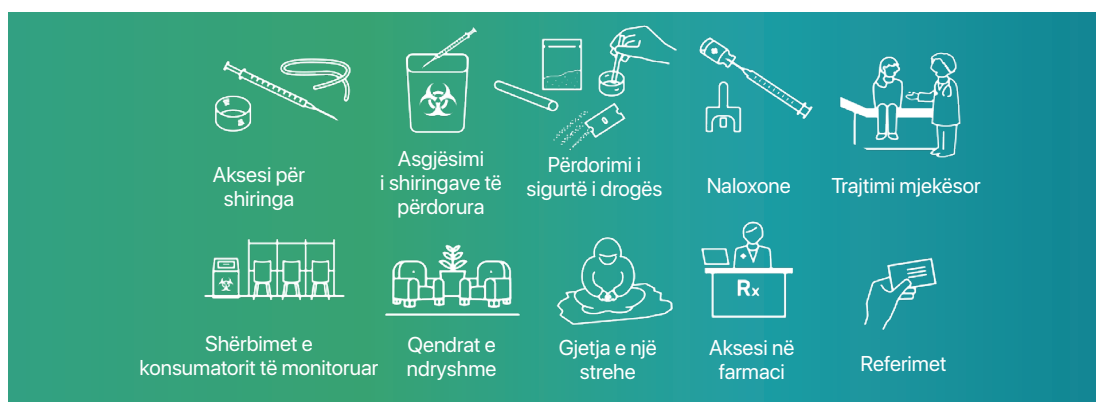 Aksesi për
shiringa
Asgjësimi
i shiringave të
përdorura
Përdorimi i
sigurtë i drogës
Naloxone
Trajtimi mjekësor
Shërbimet e
konsumatorit të monitoruar
Qendrat e
ndryshme
Gjetja e një
strehe
Rx
Aksesi në
farmaci
Referimet